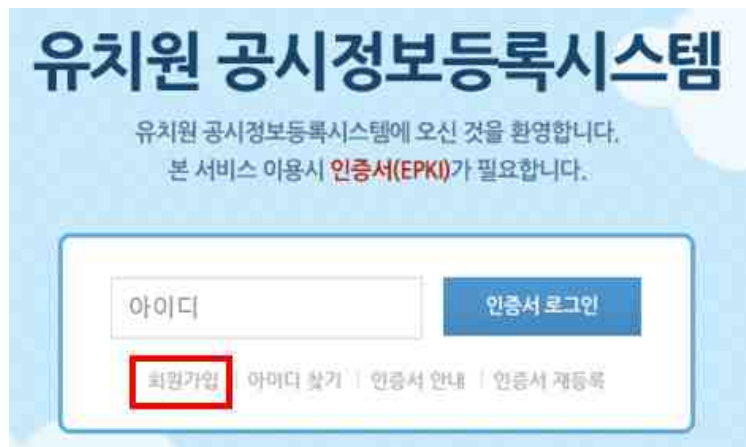 유치원 공시정보등록시스템
유치원 공시정보등록시스템에 오신 것을 환영합니다.
본 서비스 이용시 인증서(EPKI)가 필요합니다.
아이디
인증서 로그인
회원가입 | 아이디 찾기 | 인증서 안내 | 인증서 재등록